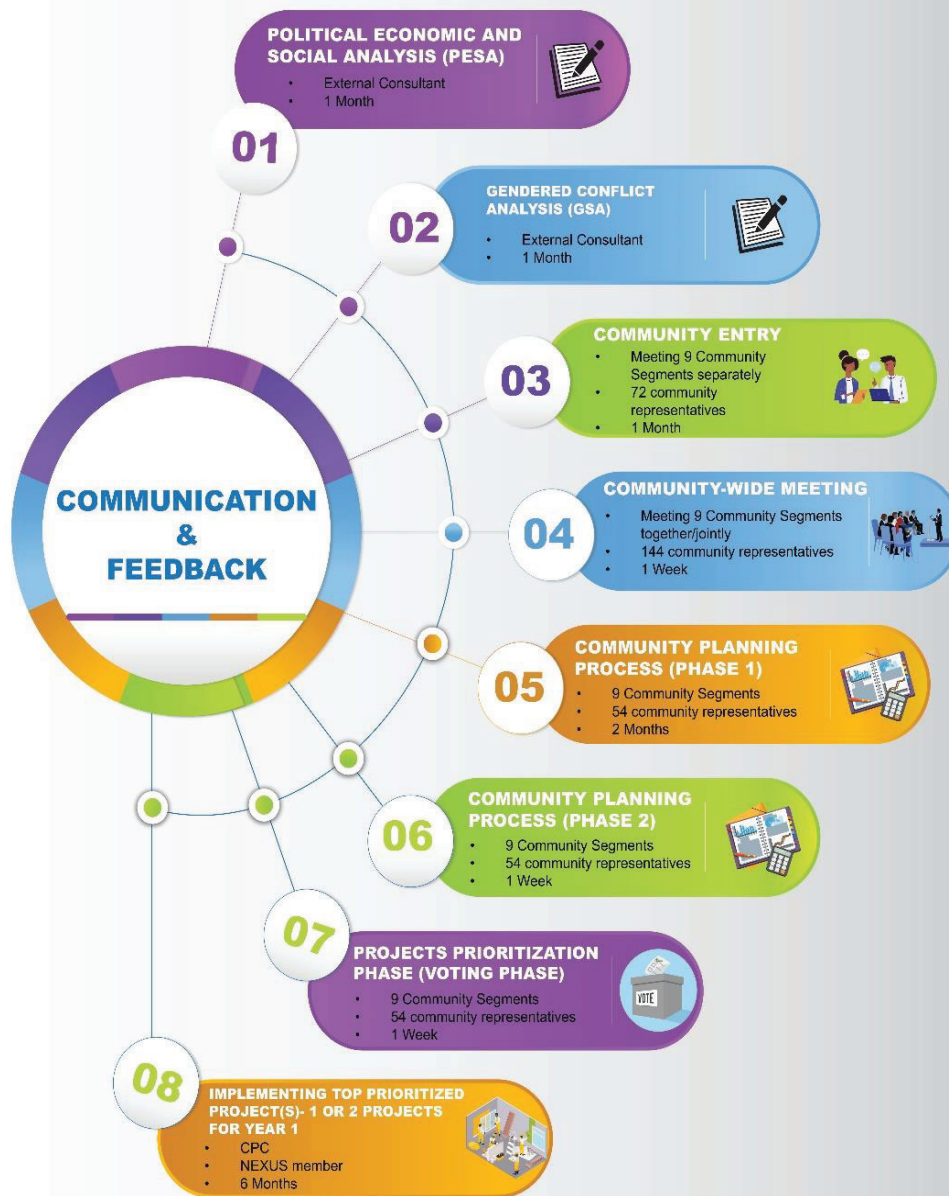 POLITICAL ECONOMIC AND
SOCIAL ANALYSIS (PESA)
• External Consultant
• 1 Month
01
GENDERED CONFLICT
ANALYSIS (GSA)
• External Consultant
• 1 Month
02
COMMUNITY ENTRY
• Meeting 9 Community
Segments separately
• 72 community
representatives
• 1 Month
03
COMMUNICATION
&
FEEDBACK
COMMUNITY-WIDE MEETING
• Meeting 9 Community Segments
together/jointly
• 144 community representatives
• 1 Week
04
COMMUNITY PLANNING
PROCESS (PHASE 1)
• 9 Community Segments
• 54 community representatives
• 2 Months
05
COMMUNITY PLANNING
PROCESS (PHASE 2)
• 9 Community Segments
• 54 community representatives
• 1 Week
06
PROJECTS PRIORITIZATION
PHASE (VOTING PHASE)
• 9 Community Segments
• 54 community representatives
• 1 Week
VOTE
07
IMPLEMENTING TOP PRIORITIZED
PROJECT(S)- 1 OR 2 PROJECTS
FOR YEAR 1
• CPC
• NEXUS member
• 6 Months
08